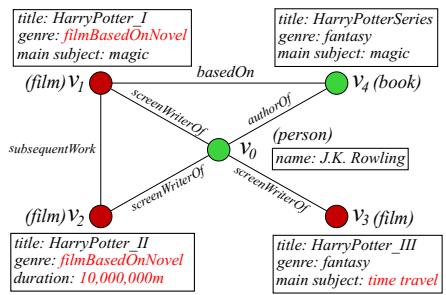 title: HarryPotter_I
genre: filmBasedOnNovel
main subject: magic
title: HarryPotterSeries
genre: fantasy
main subject: magic
(film) v1
basedOn
v4 (book)
screenWriterOf
authorOf
subsequentWork
v0
(person)
name: J.K. Rowling
screenWriterOf
screenWriterOf
(film) v2
v3 (film)
title: HarryPotter_II
genre: filmBasedOnNovel
duration: 10,000,000m
title: HarryPotter_III
genre: fantasy
main subject: time travel